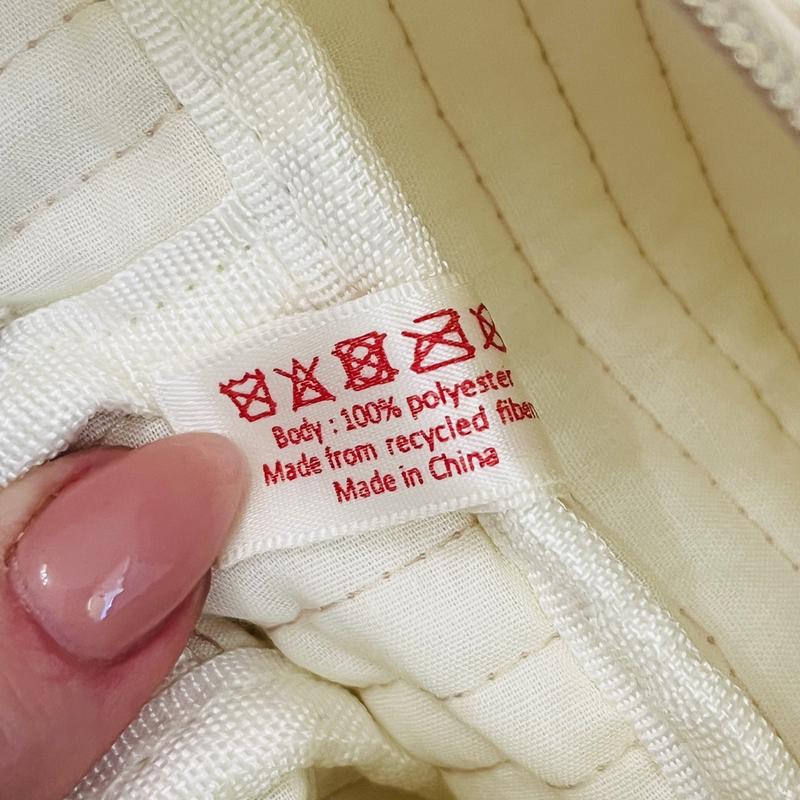 Body : 100% polyester
Made from recycled fiber
Made in China